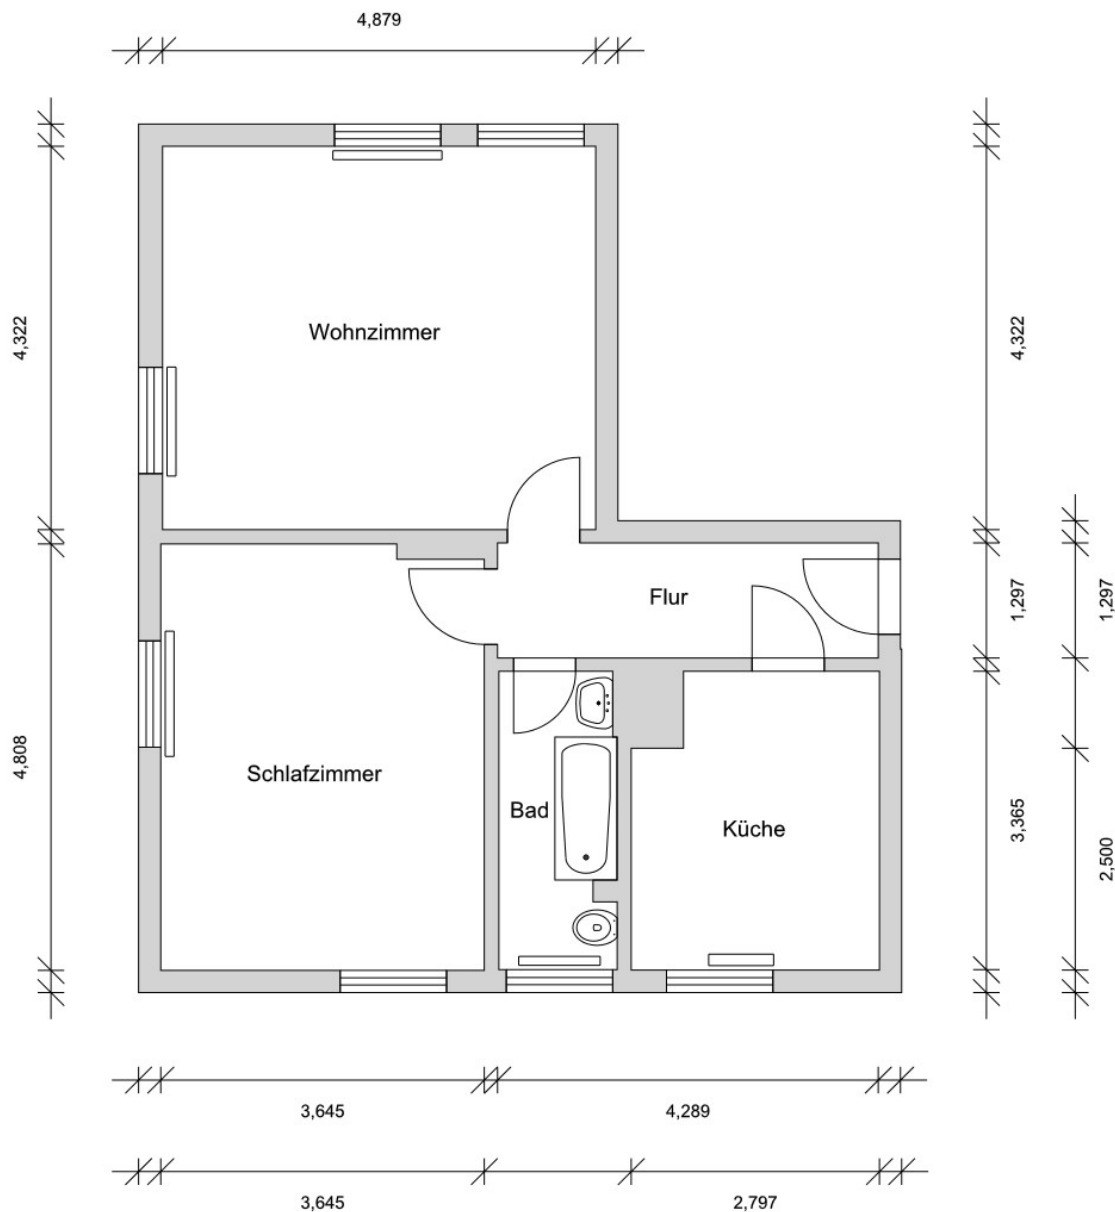 4,879
4,322
4,322
Wohnzimmer
Flur
1,297
1,297
4,808
Schlafzimmer
Bad
Küche
3,365
2,500
3,645
4,289
3,645
2,797